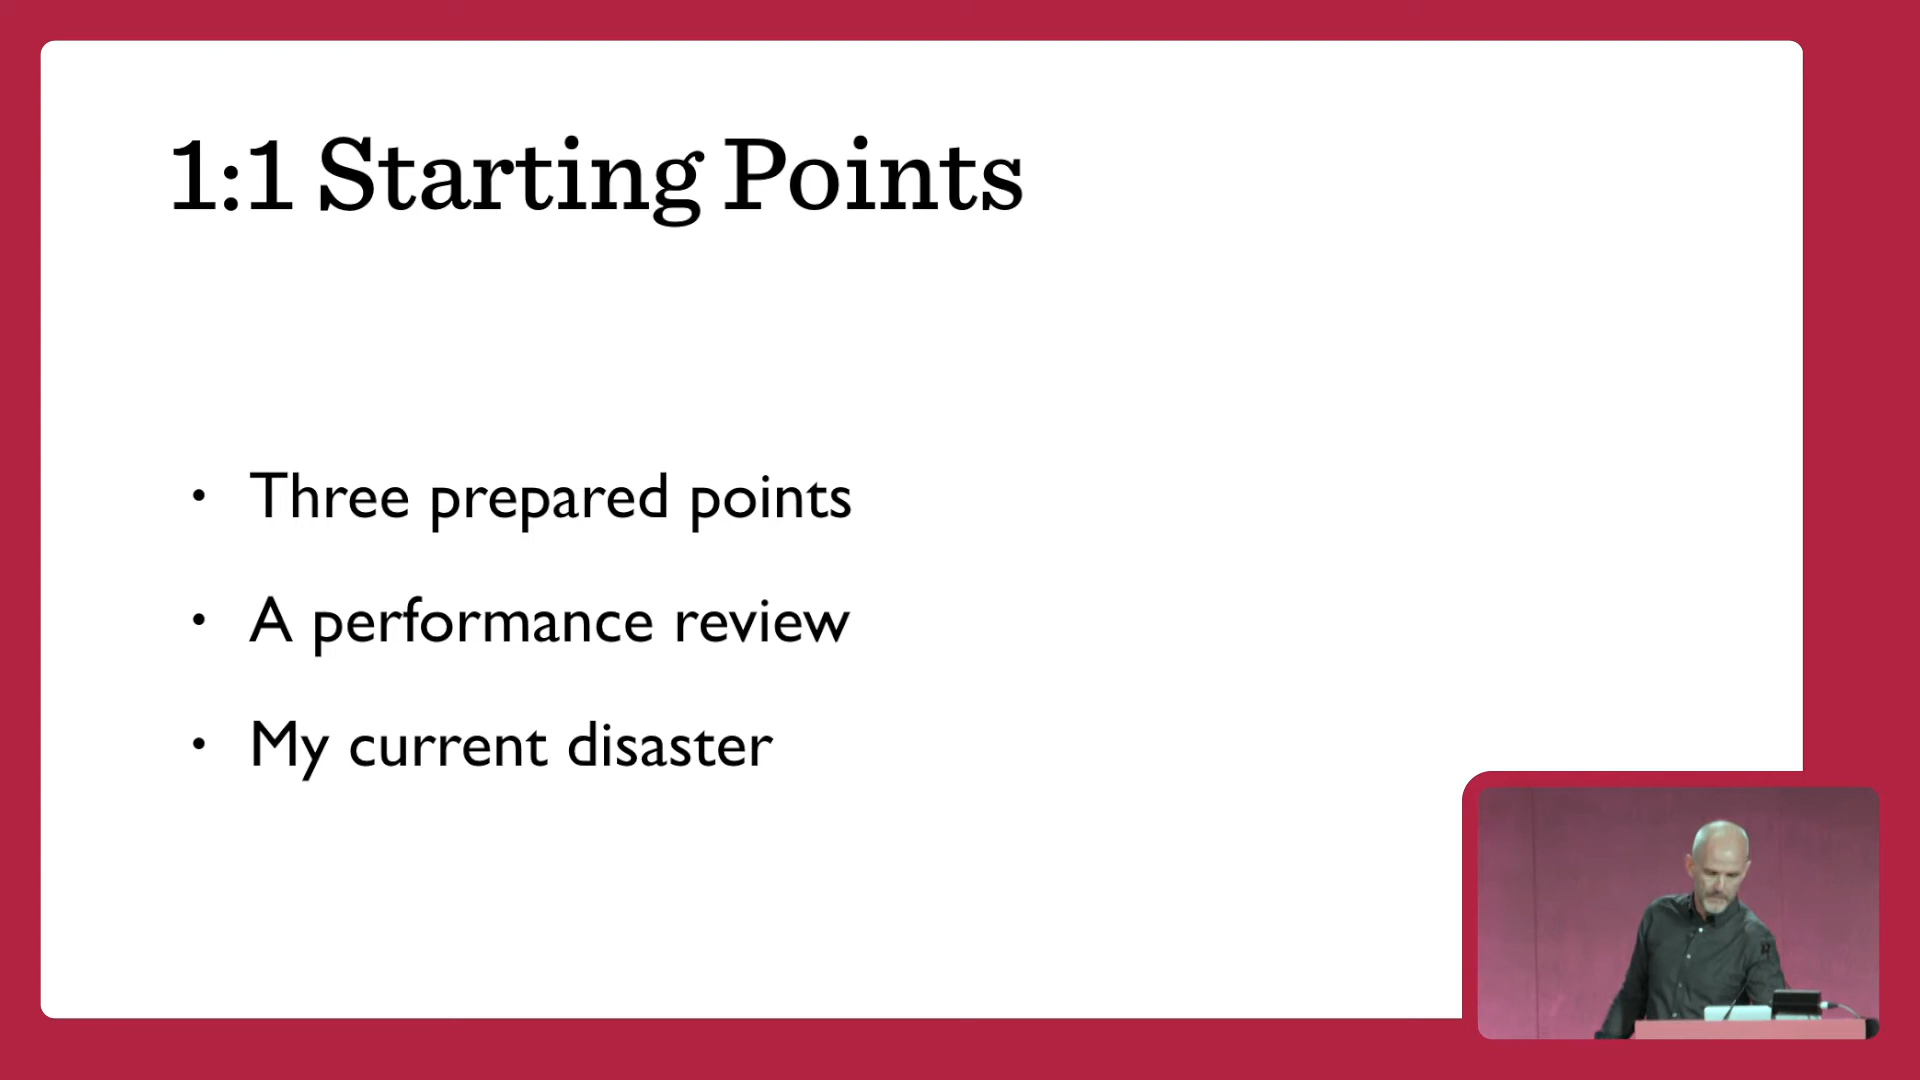 1:1 Starting Points
• Three prepared points
• A performance review
• My current disaster